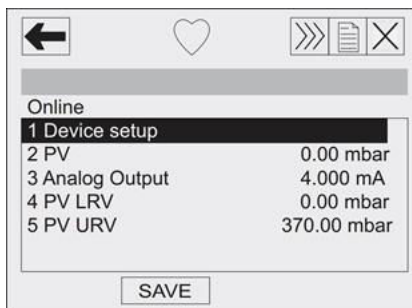 Online
1 Device setup
2 PV 0.00 mbar
3 Analog Output 4.000 mA
4 PV LRV 0.00 mbar
5 PV URV 370.00 mbar
SAVE